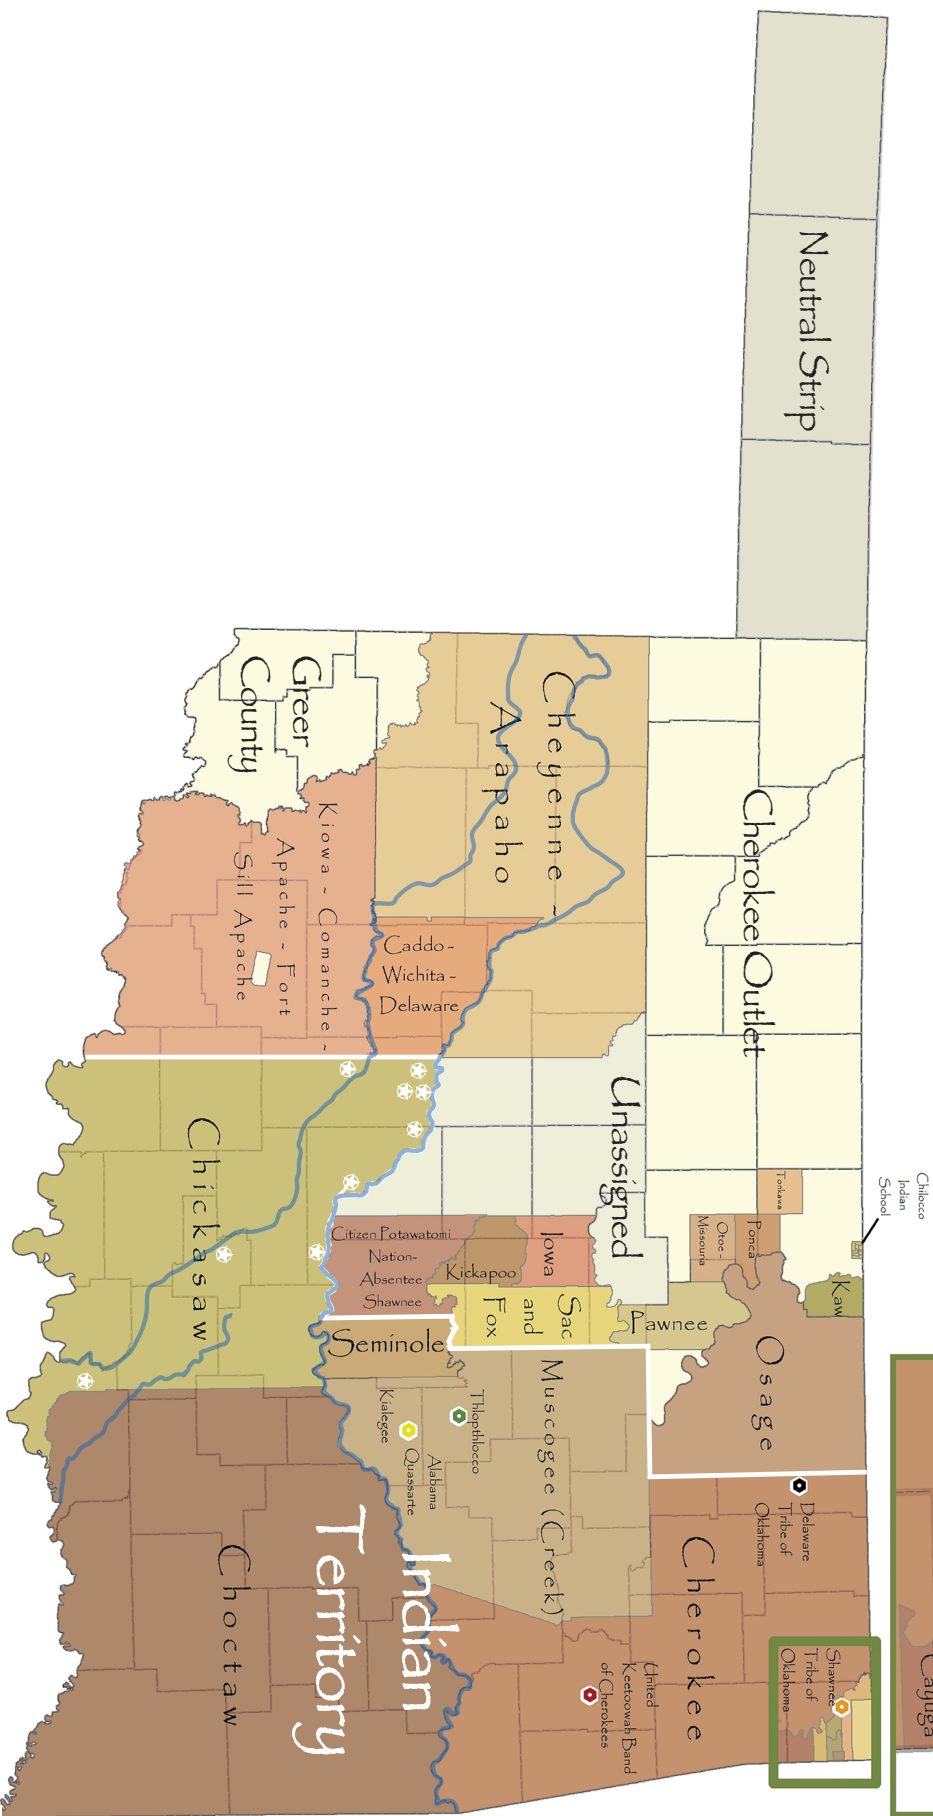 Neutral Strip
Cherokee Outlet
Cheyenne -
Arapaho
Greer
County
Kiowa - Comanche -
Apache - Fort
Sill Apache
Caddo -
Wichita -
Delaware
Unassigned
Chilocco
Indian
School
Tonkawa
Ponca
Otoe -
Missouria
Kaw
Osage
Pawnee
Iowa
Sac
and
Fox
Kickapoo
Citizen Potawatomi
Nation-
Absentee
Shawnee
Seminole
Chickasaw
Muscogee (Creek)
Thlopthlocco
Alabama
Quassarte
Kialegee
Delaware
Tribe of
Oklahoma
Cherokee
Shawnee
Tribe of
Oklahoma
United
Keetoowah Band
of Cherokees
Indian
Territory
Choctaw
Cayuga